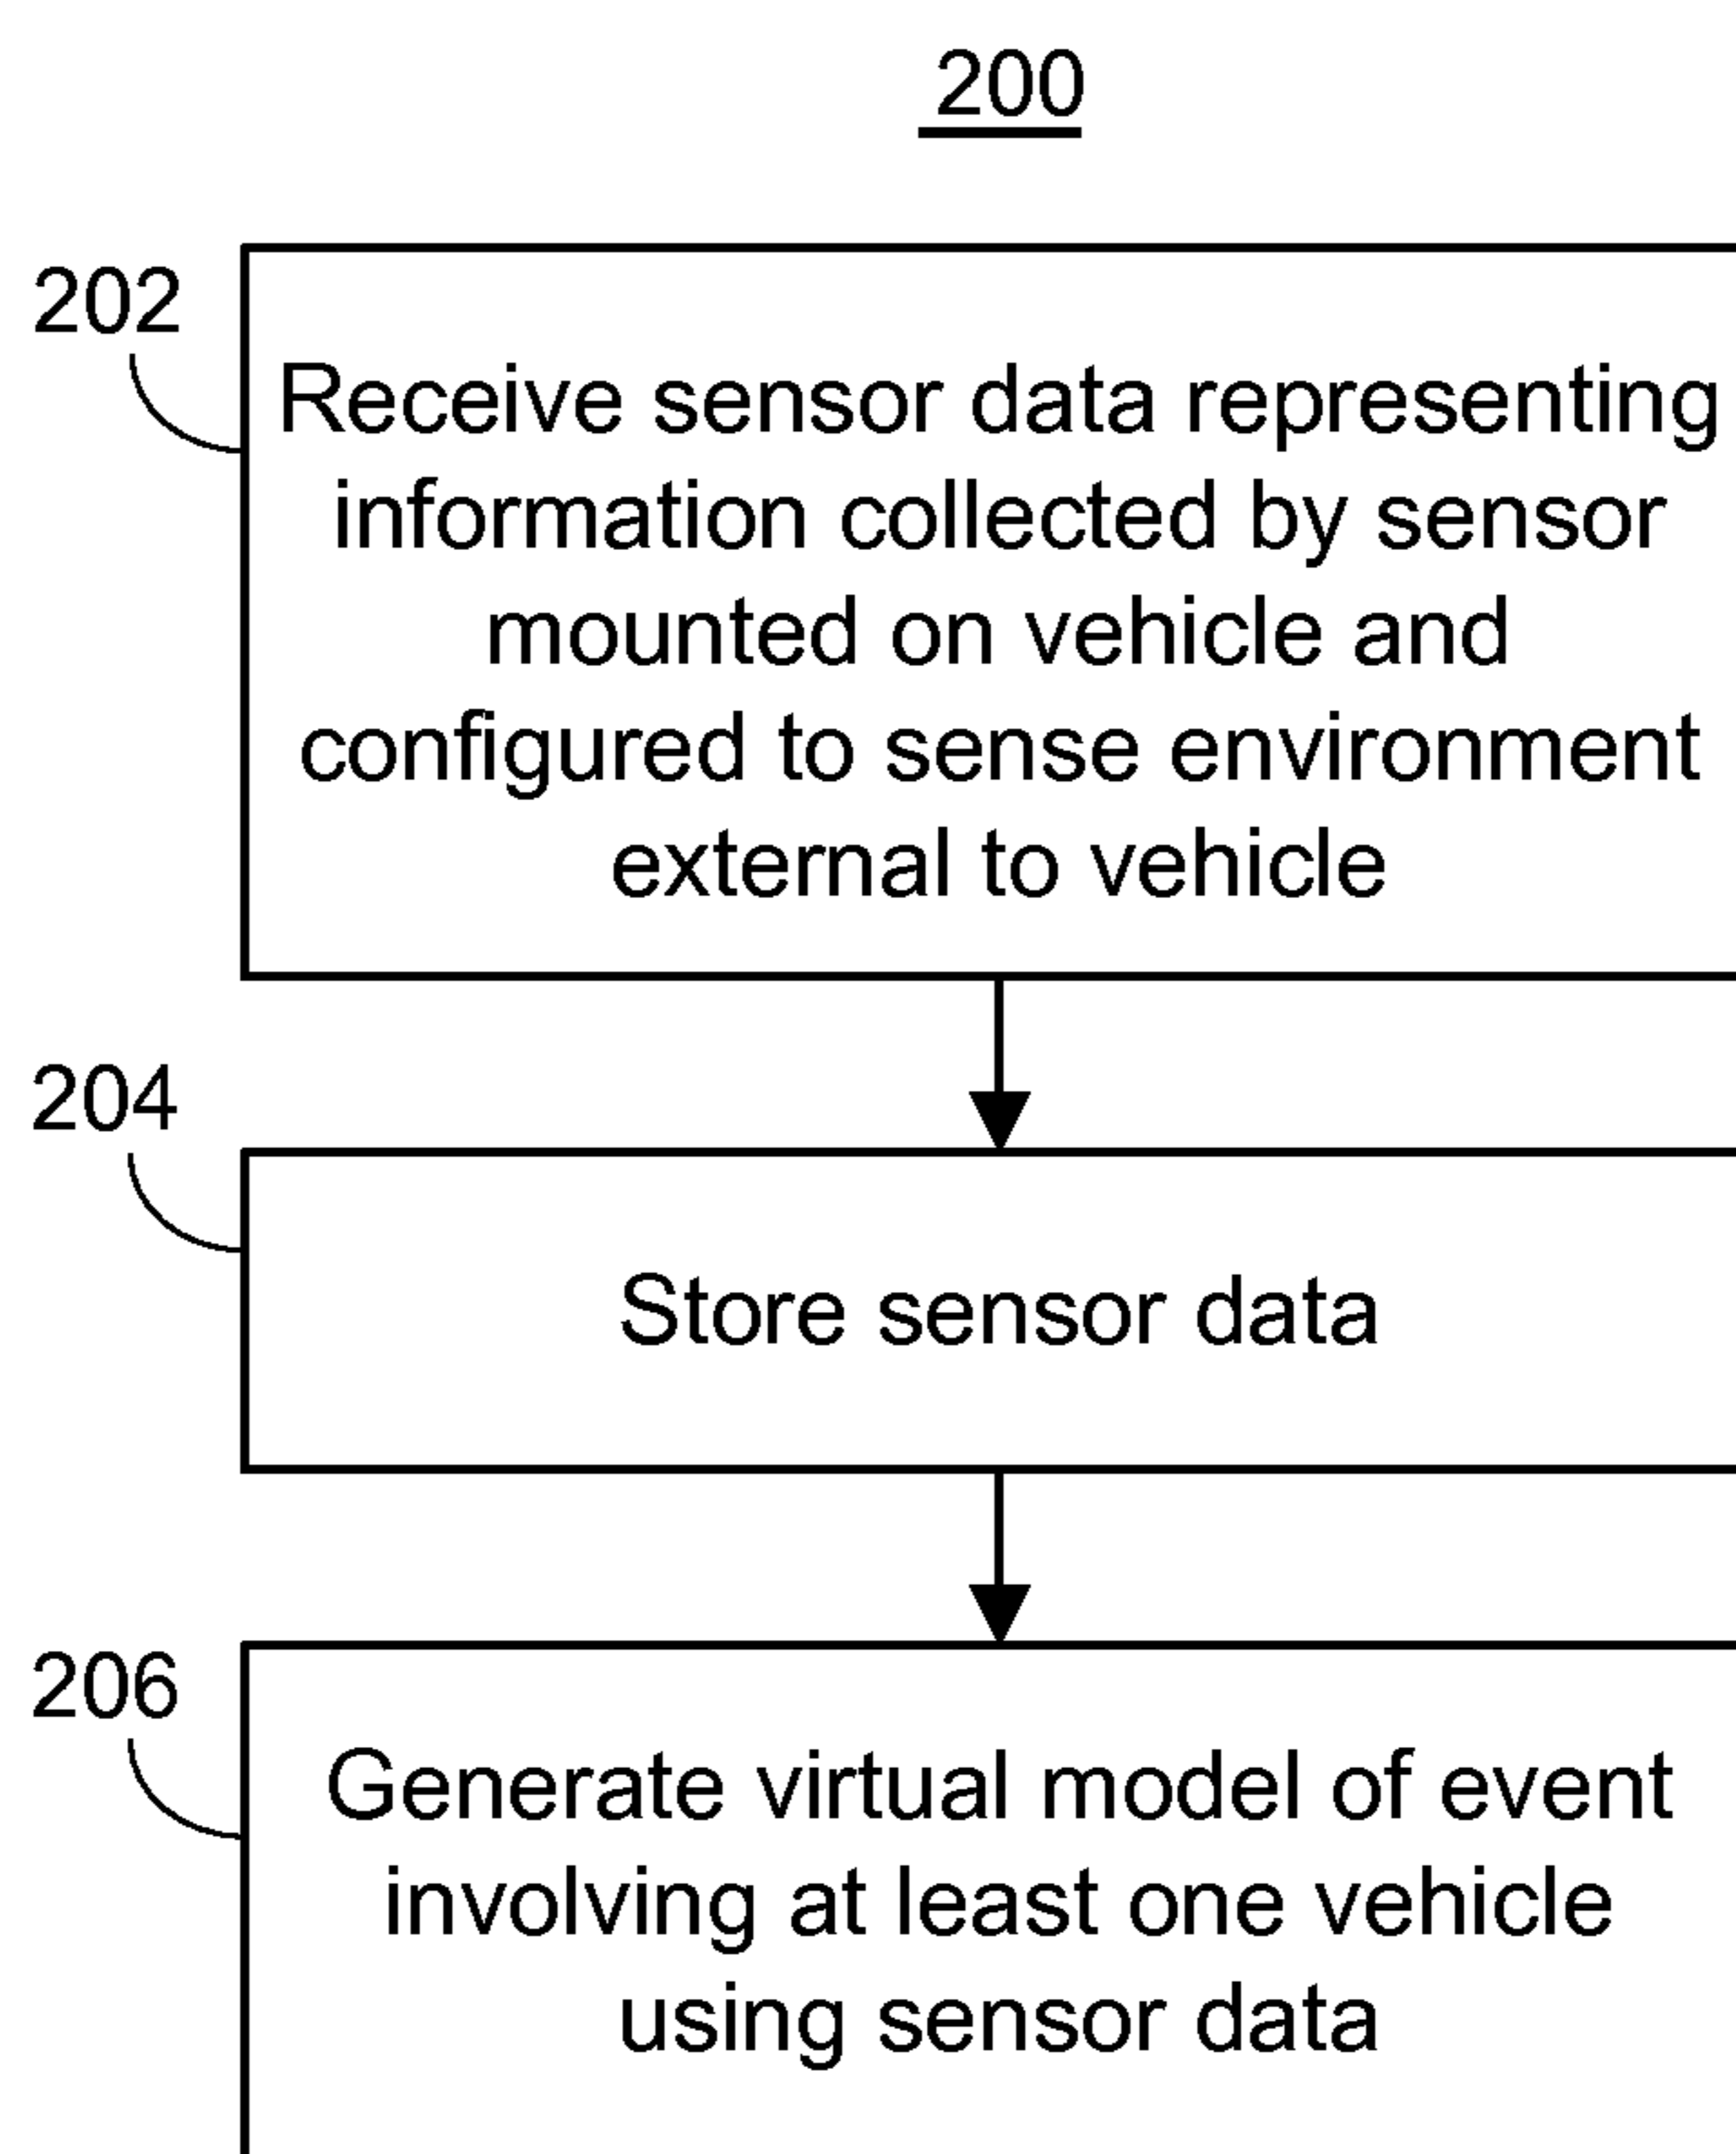 200
202
Receive sensor data representing
information collected by sensor
mounted on vehicle and
configured to sense environment
external to vehicle
204
Store sensor data
206
Generate virtual model of event
involving at least one vehicle
using sensor data